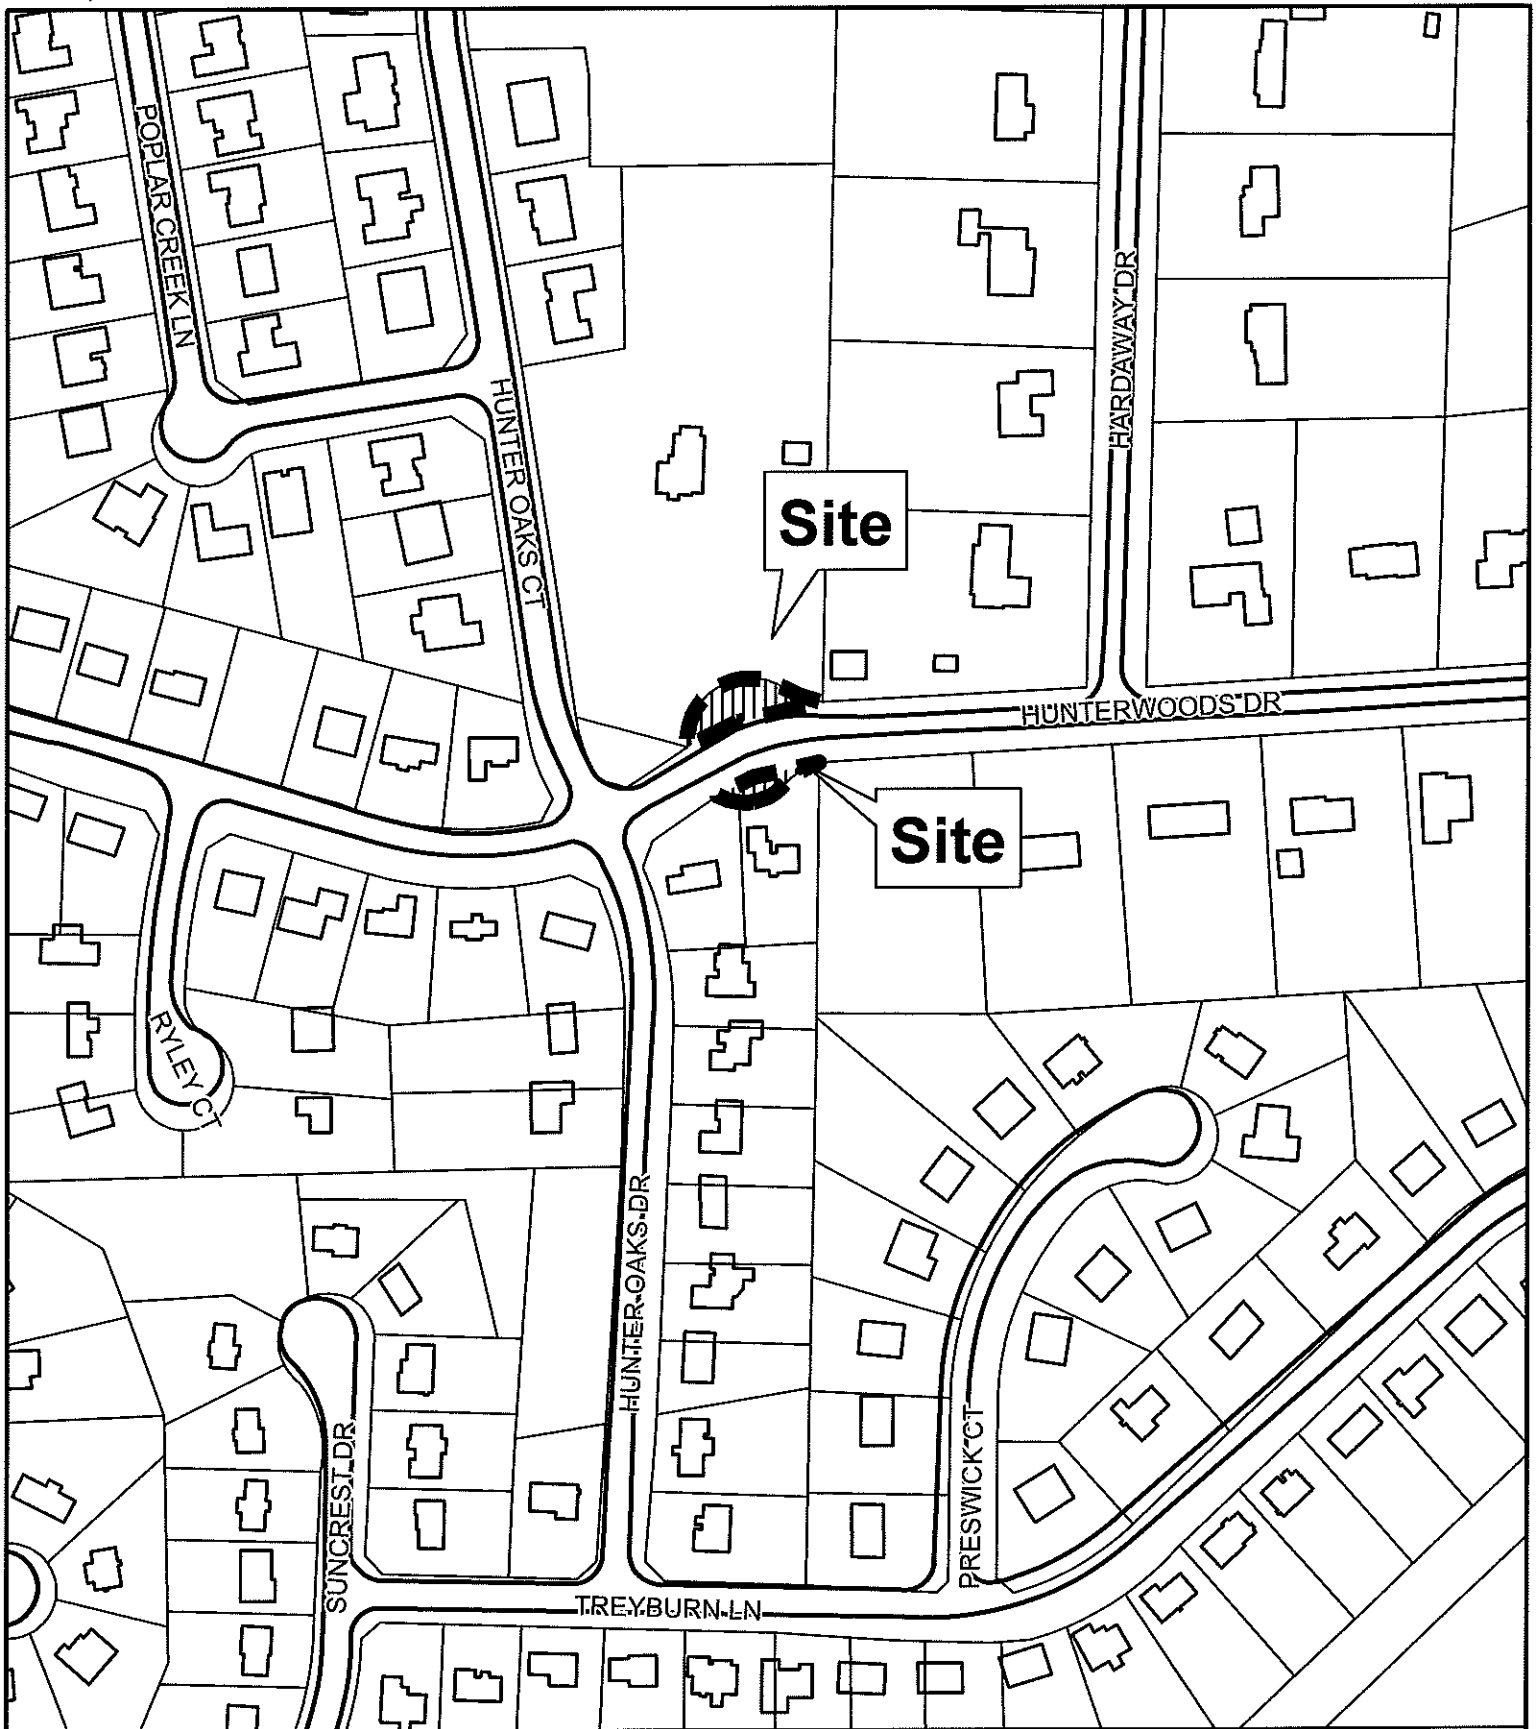 POPLAR CREEK LN
HUNTER OAKS CT
HARDAWAY DR
Site
HUNTERWOODS DR
Site
RYLEY CT
HUNTER OAKS DR
SUNCREST DR
PRESWICK CT
TREYBURN LN